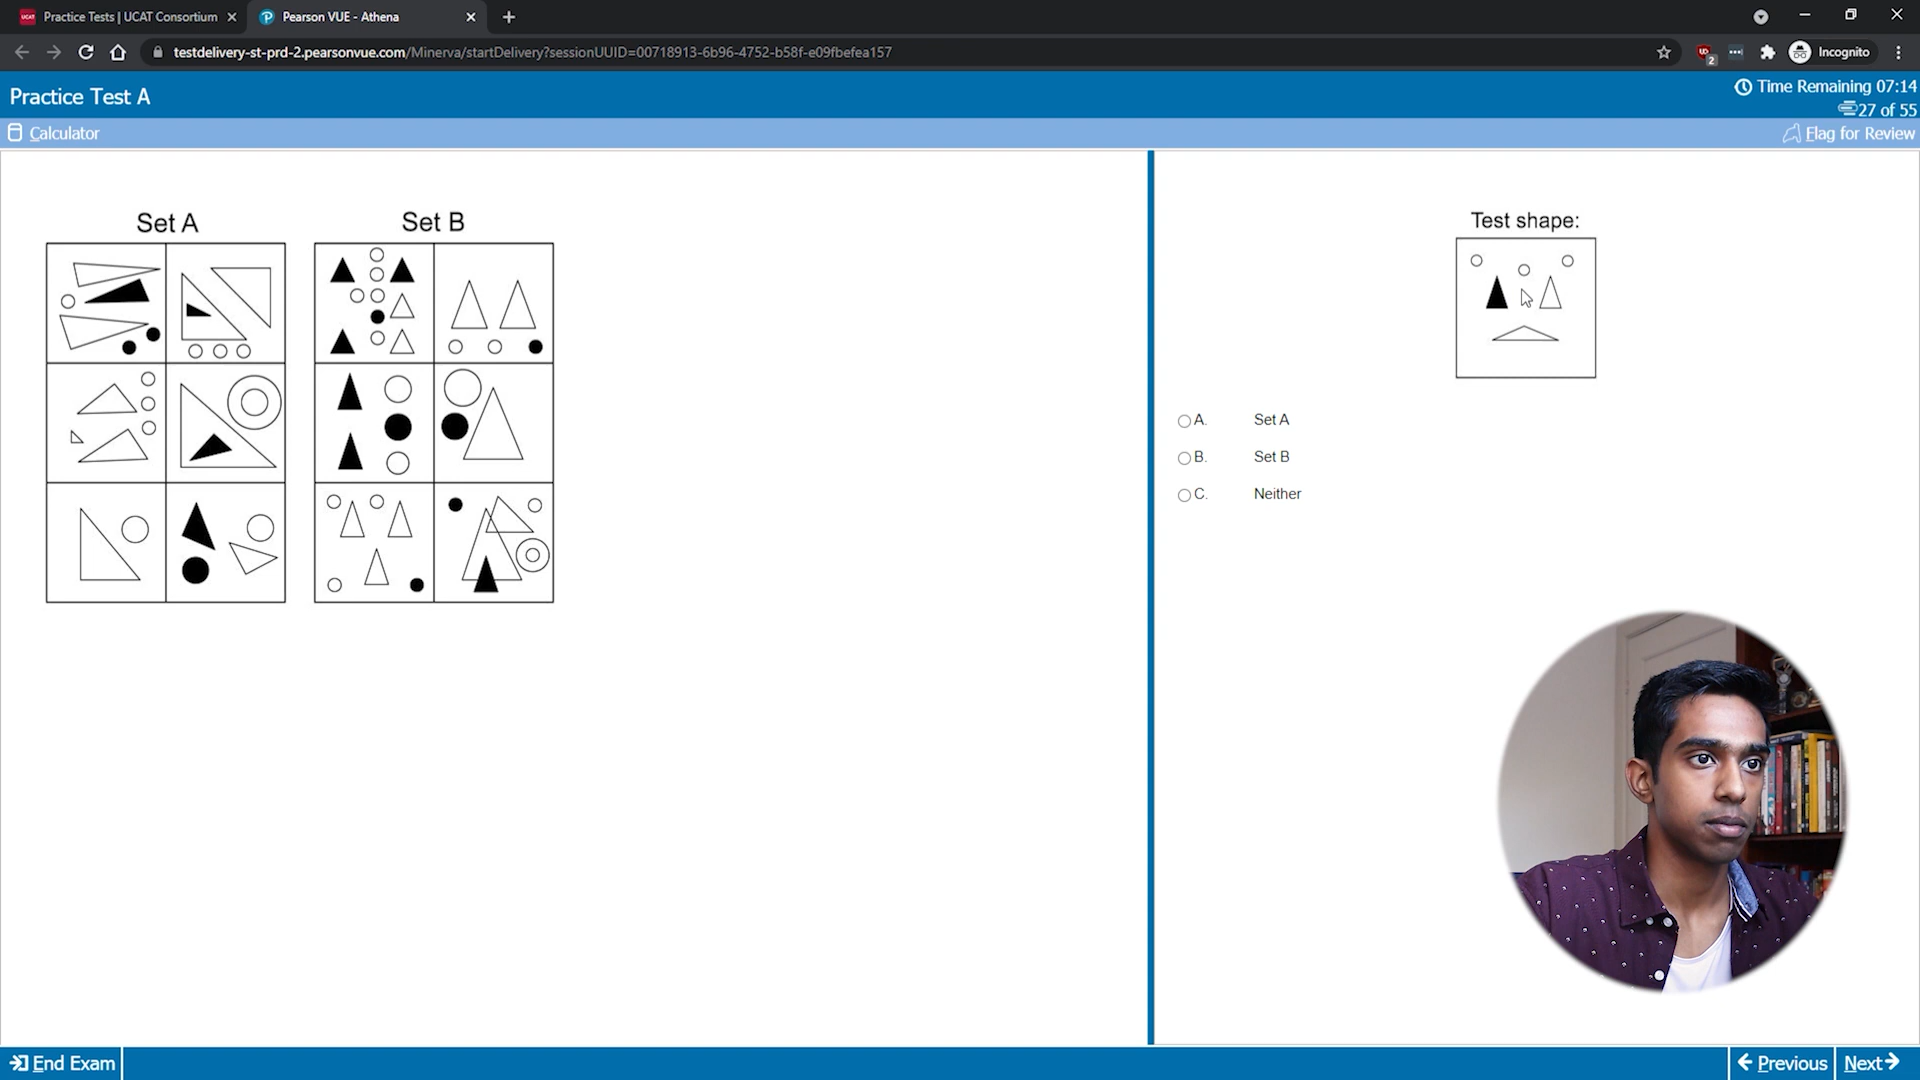 UCAT Practice Tests | UCAT Consortium
Pearson VUE - Athena
testdelivery-st-prd-2.pearsonvue.com/Minerva/startDelivery?sessionUUID=00718913-6b96-4752-b58f-e09fbefea157
2
Incognito
Practice Test A
Time Remaining 07:14
27 of 55
Calculator
Flag for Review
Set A
Set B
Test shape:
A. Set A
B. Set B
C. Neither
End Exam
Previous
Next